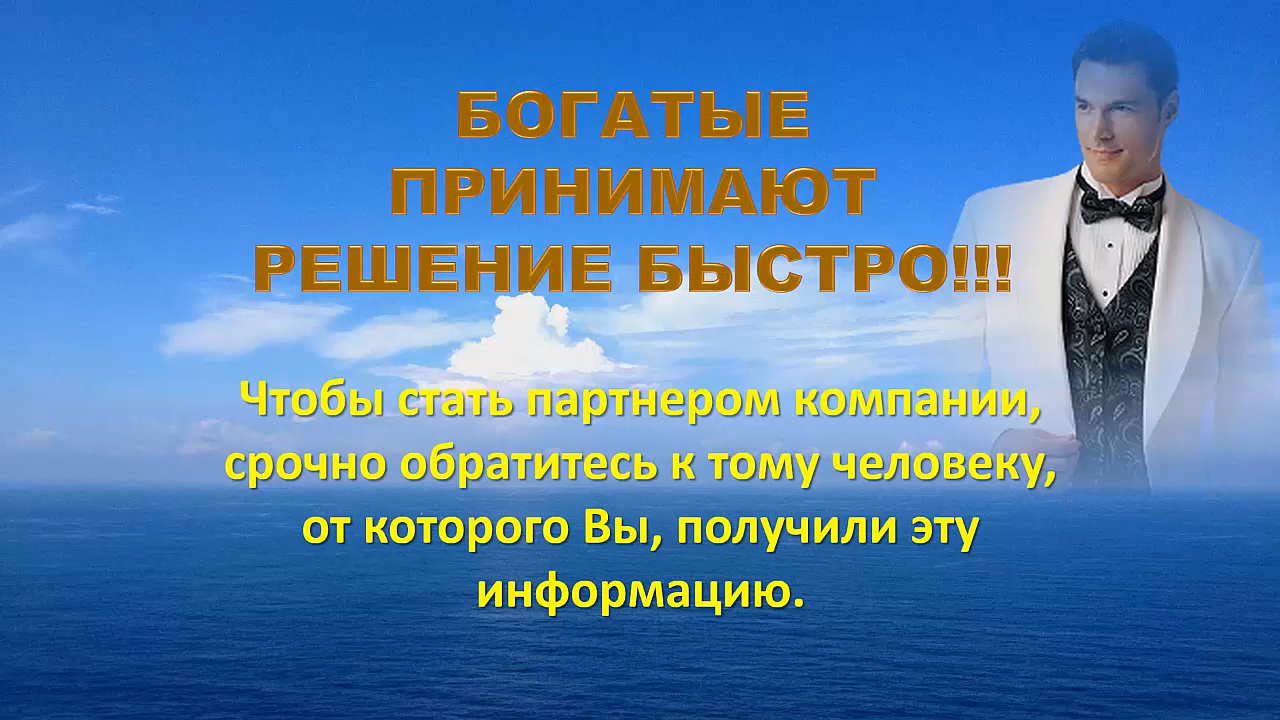 БОГАТЫЕ
ПРИНИМАЮТ
РЕШЕНИЕ БЫСТРО!!!
Чтобы стать партнером компании,
срочно обратитесь к тому человеку,
от которого Вы, получили эту
информацию.